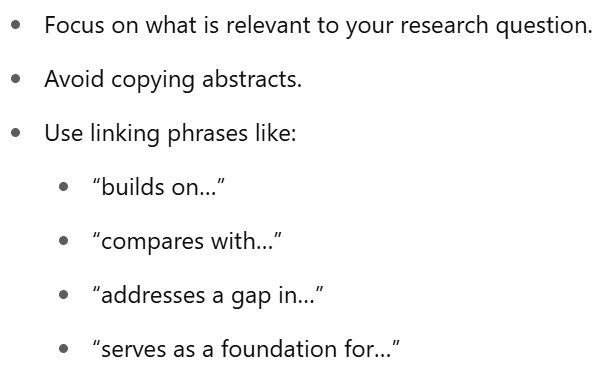 • Focus on what is relevant to your research question.
• Avoid copying abstracts.
• Use linking phrases like:
• “builds on...”
• “compares with...”
• “addresses a gap in...”
• “serves as a foundation for...”